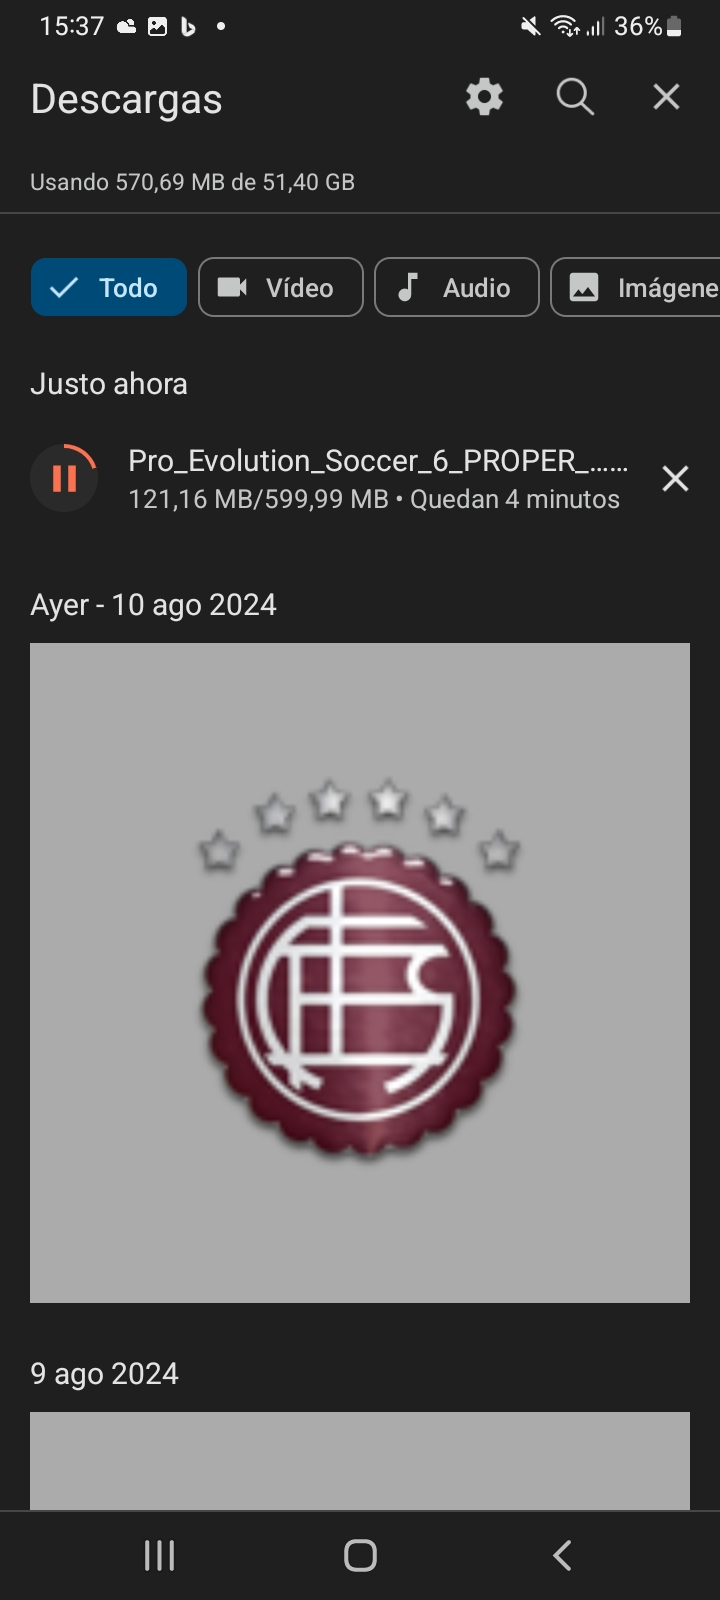 15:37
36%
Descargas
Usando 570,69 MB de 51,40 GB
Todo
Vídeo
Audio
Imágene
Justo ahora
Pro_Evolution_Soccer_6_PROPER_......
121,16 MB/599,99 MB • Quedan 4 minutos
Ayer - 10 ago 2024
9 ago 2024